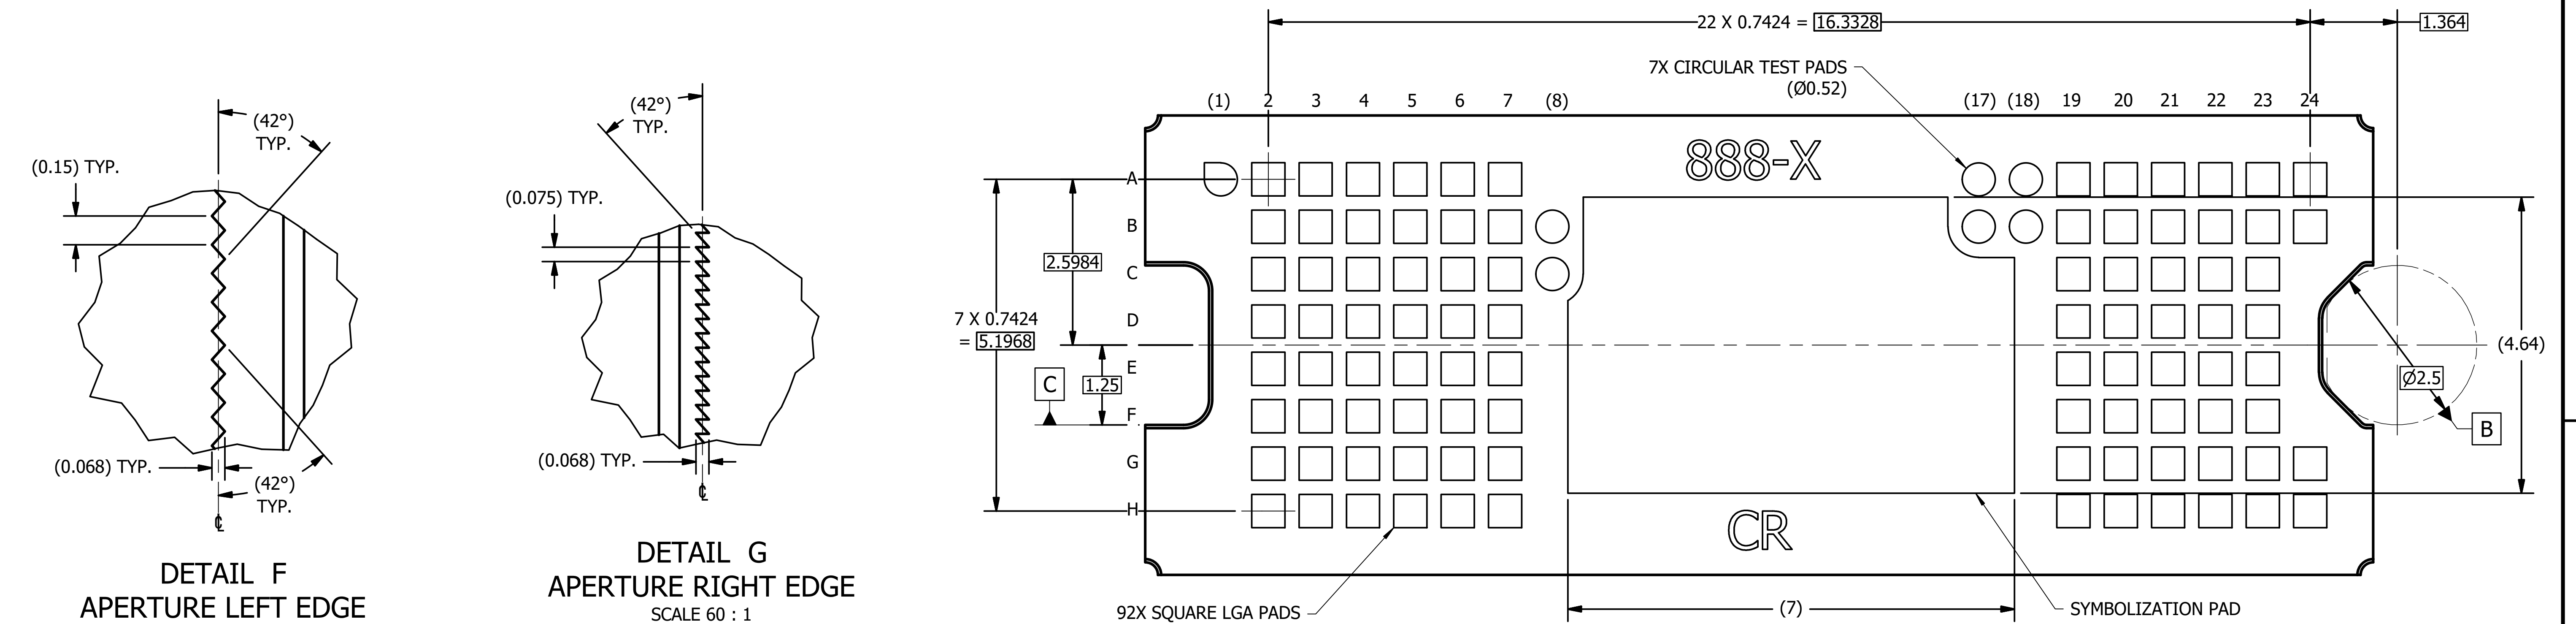 (42°)
TYP.
(0.15) TYP.
(0.068) TYP.
(42°)
TYP.
℄
DETAIL F
APERTURE LEFT EDGE
(42°)
TYP.
(0.075) TYP.
(0.068) TYP.
℄
DETAIL G
APERTURE RIGHT EDGE
SCALE 60 : 1
22 X 0.7424 = 16.3328
1.364
7X CIRCULAR TEST PADS
(Ø0.52)
(1) 2 3 4 5 6 7 (8) (17) (18) 19 20 21 22 23 24
888-X
A
B
C
D
E
F
G
H
2.5984
7 X 0.7424
= 5.1968
C
1.25
(4.64)
Ø2.5
B
CR
92X SQUARE LGA PADS
(7)
SYMBOLIZATION PAD